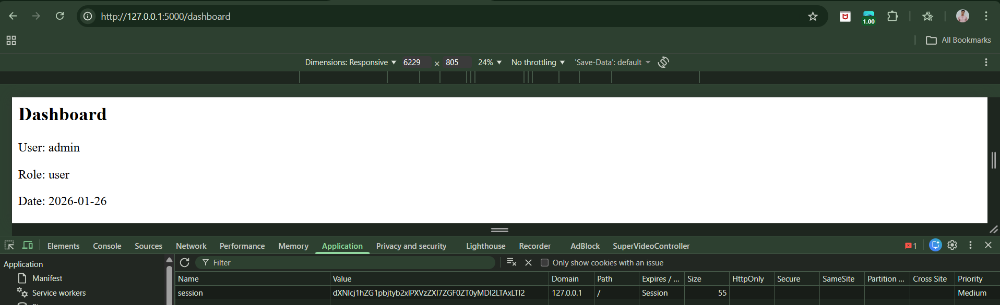 http://127.0.0.1:5000/dashboard
1.00
All Bookmarks
Dimensions: Responsive 6229 × 805 24% No throttling 'Save-Data': default
Dashboard
User: admin
Role: user
Date: 2026-01-26
Elements Console Sources Network Performance Memory Application Privacy and security Lighthouse Recorder AdBlock SuperVideoController 1
Application
Manifest
Service workers
Filter Only show cookies with an issue
Name Value Domain Path Expires / ... Size HttpOnly Secure SameSite Partition ... Cross Site Priority
session dXNlcj1hZG1pbjtyb2xlPXVzZXI7ZGF0ZT0yMDI2LTAxLTI2 127.0.0.1 / Session 55 Medium